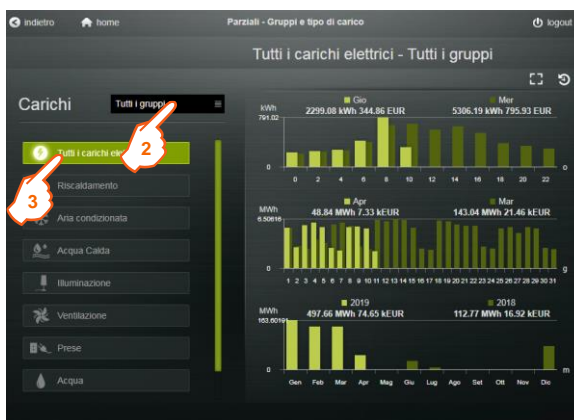 indietro home Parziali - Gruppi e tipo di carico logout
Tutti i carichi elettrici - Tutti i gruppi
Carichi Tutti i gruppi
2
Tutti i carichi ele
3
Riscaldamento
Aria condizionata
Acqua Calda
Illuminazione
Ventilazione
Prese
Acqua
kWh Gio Mer
2299.08 kWh 344.86 EUR 5306.19 kWh 795.93 EUR
791.02
0
0 2 4 6 8 10 12 14 16 18 20 22 o
MWh Apr Mar
48.84 MWh 7.33 kEUR 143.04 MWh 21.46 kEUR
6.50616
0
1 2 3 4 5 6 7 8 9 10 11 12 13 14 15 16 17 18 19 20 21 22 23 24 25 26 27 28 29 30 31 g
MWh 2019 2018
497.66 MWh 74.65 kEUR 112.77 MWh 16.92 kEUR
163.60191
0
Gen Feb Mar Apr Mag Giu Lug Ago Set Ott Nov Dic m